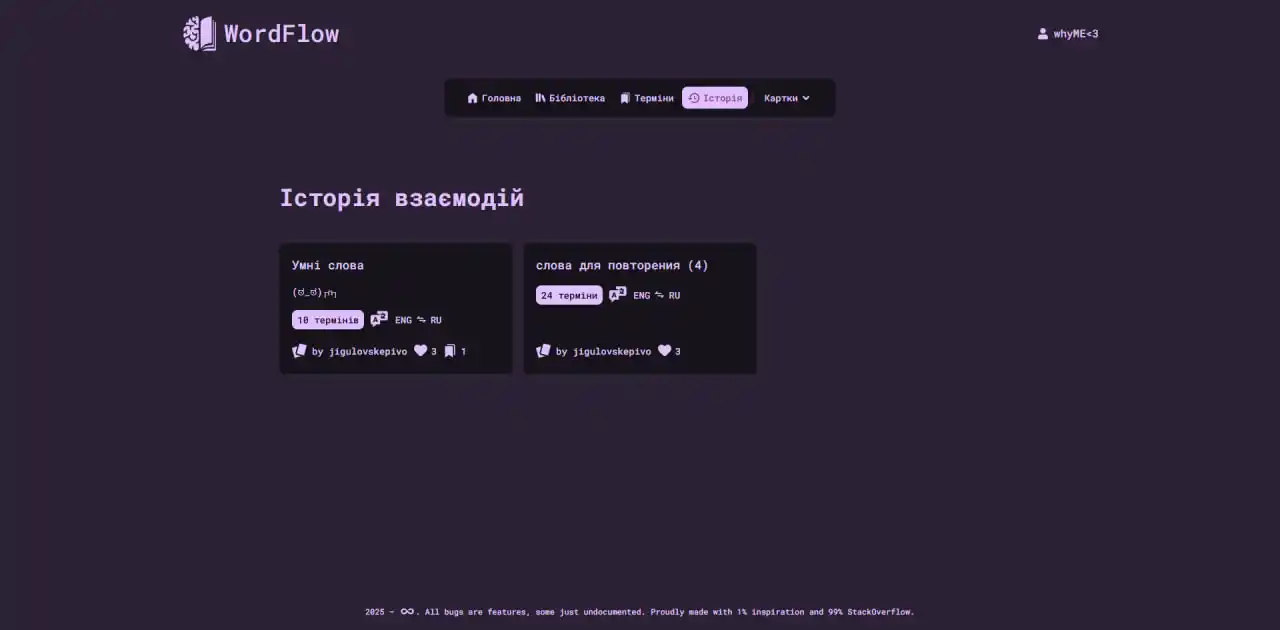 WordFlow
whyME<3
Головна Бібліотека Терміни Історія Картки
Історія взаємодій
Умні слова
10 термінів ENG ⇋ RU
by jigulovskepivo 3 1
слова для повторения (4)
24 терміни ENG ⇋ RU
by jigulovskepivo 3
2025 - ∞. All bugs are features, some just undocumented. Proudly made with 1% inspiration and 99% StackOverflow.